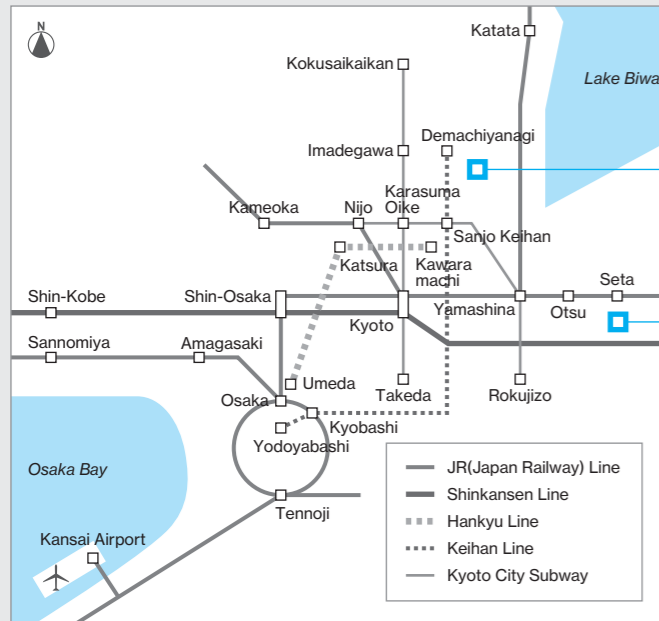 N
Katata
Kokusaikaikan
Lake Biwa
Demachiyanagi
Imadegawa
Karasuma
Oike
Kameoka
Nijo
Sanjo Keihan
Katsura
Kawara
machi
Shin-Kobe
Shin-Osaka
Kyoto
Yamashina
Otsu
Seta
Sannomiya
Amagasaki
Umeda
Takeda
Rokujizo
Osaka
Kyobashi
Yodoyabashi
Osaka Bay
Tennoji
Kansai Airport
JR(Japan Railway) Line
Shinkansen Line
Hankyu Line
Keihan Line
Kyoto City Subway